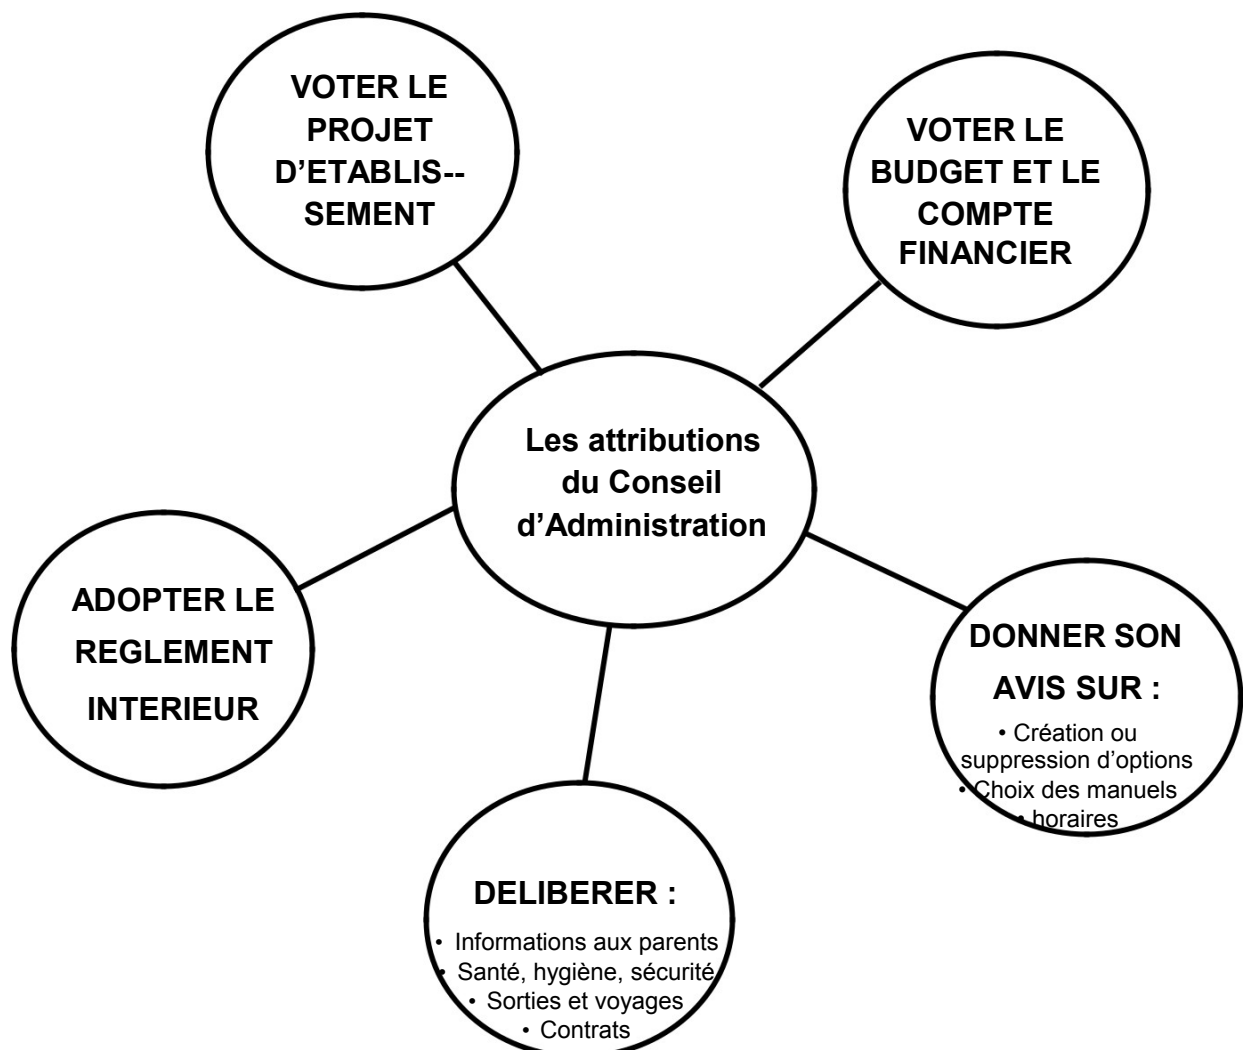 VOTER LE
PROJET
D’ETABLIS--
SEMENT
VOTER LE
BUDGET ET LE
COMPTE
FINANCIER
Les attributions
du Conseil
d’Administration
ADOPTER LE
REGLEMENT
INTERIEUR
DONNER SON
AVIS SUR :
• Création ou
suppression d’options
• Choix des manuels
• horaires
DELIBERER :
• Informations aux parents
• Santé, hygiène, sécurité
• Sorties et voyages
• Contrats